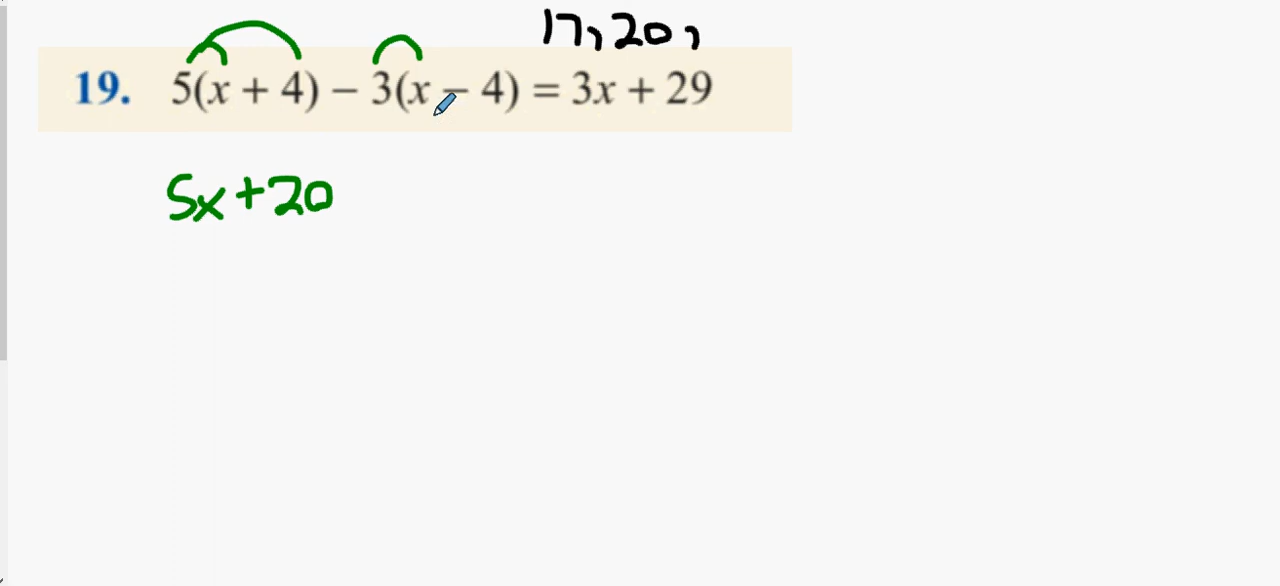 17, 20,
19. 5(x + 4) − 3(x − 4) = 3x + 29
5x + 20